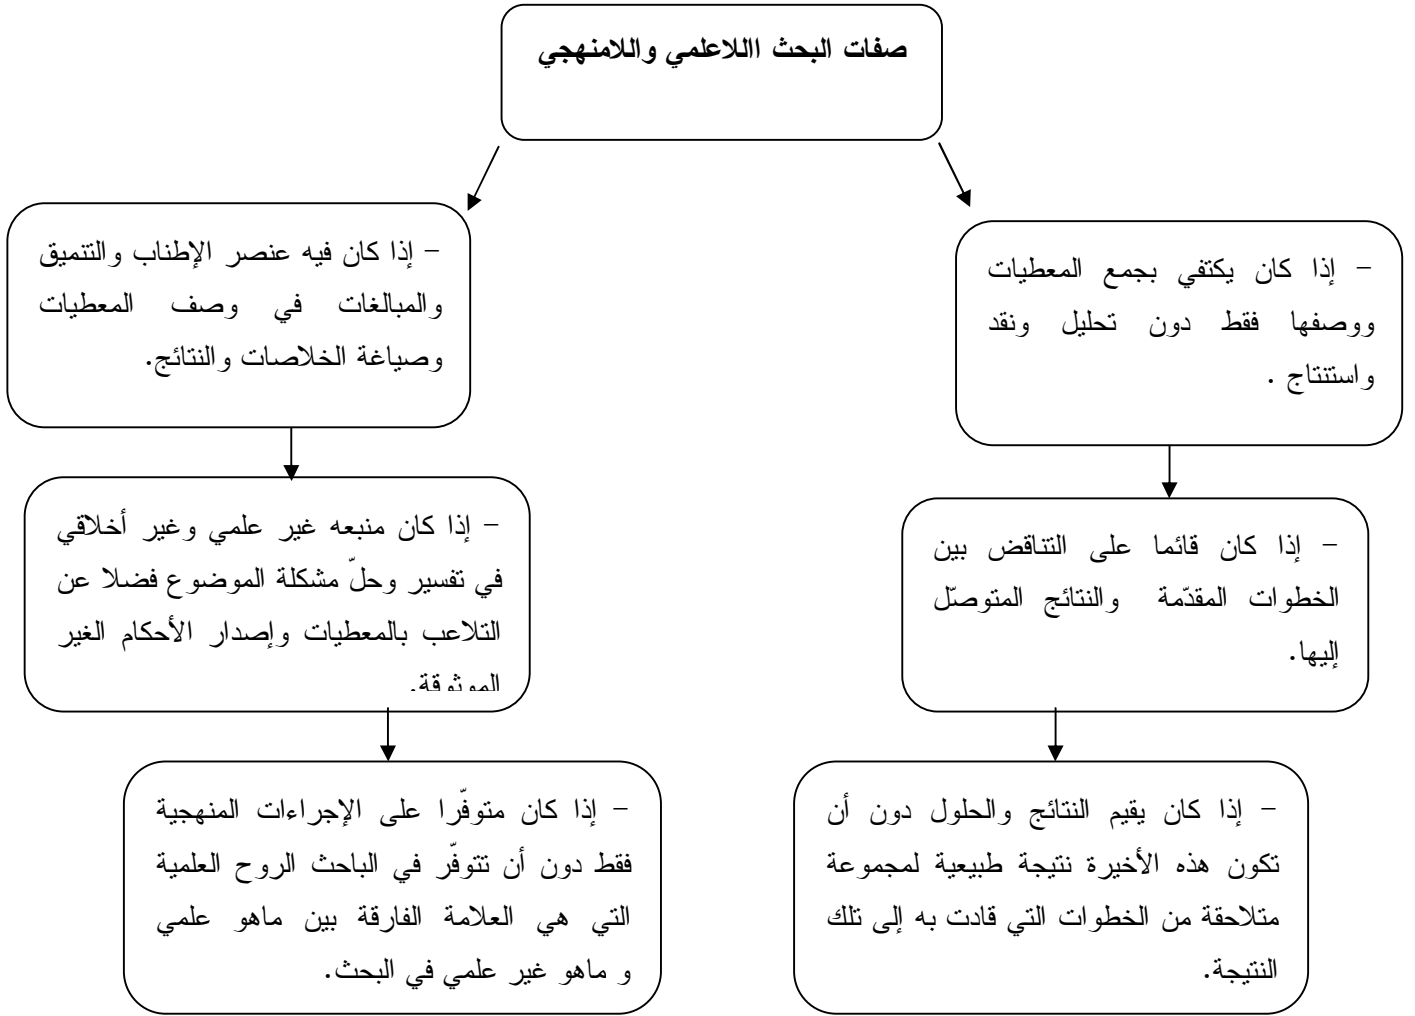 صفات البحث االلاعلمي واللامنهجي
– إذا كان يكتفي بجمع المعطيات
ووصفها فقط دون تحليل ونقد
واستنتاج .
– إذا كان قائما على التناقض بين
الخطوات المقدّمة والنتائج المتوصّل
إليها.
– إذا كان يقيم النتائج والحلول دون أن
تكون هذه الأخيرة نتيجة طبيعية لمجموعة
متلاحقة من الخطوات التي قادت به إلى تلك
النتيجة.
– إذا كان فيه عنصر الإطناب والتنميق
والمبالغات في وصف المعطيات
وصياغة الخلاصات والنتائج.
– إذا كان منبعه غير علمي وغير أخلاقي
في تفسير وحلّ مشكلة الموضوع فضلا عن
التلاعب بالمعطيات وإصدار الأحكام الغير
الموثوقة.
– إذا كان متوفّرا على الإجراءات المنهجية
فقط دون أن تتوفّر في الباحث الروح العلمية
التي هي العلامة الفارقة بين ماهو علمي
و ماهو غير علمي في البحث.